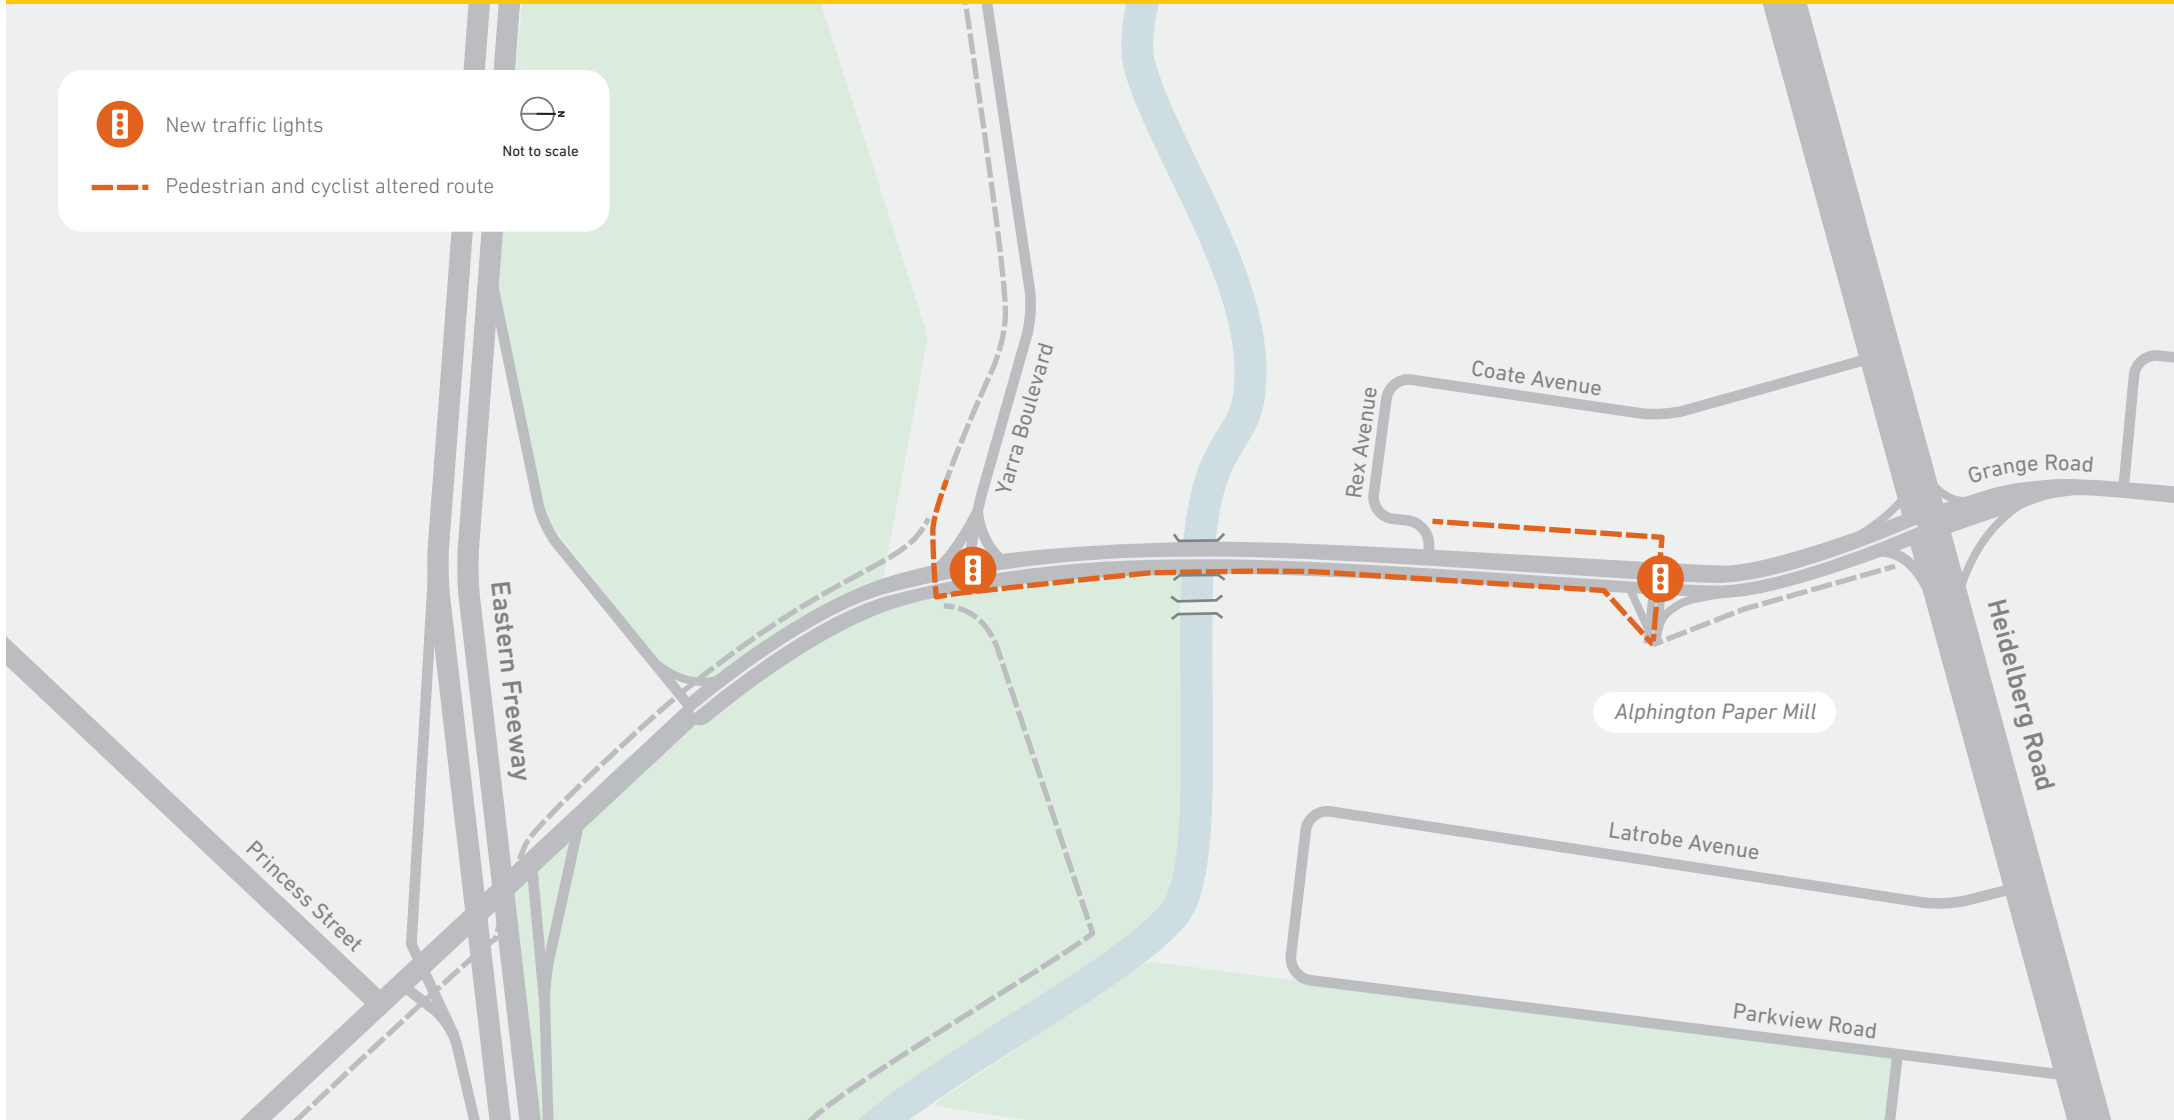 New traffic lights
N
Not to scale
Pedestrian and cyclist altered route
Yarra Boulevard
Coate Avenue
Rex Avenue
Grange Road
Eastern Freeway
Heidelberg Road
Alphington Paper Mill
Princess Street
Latrobe Avenue
Parkview Road